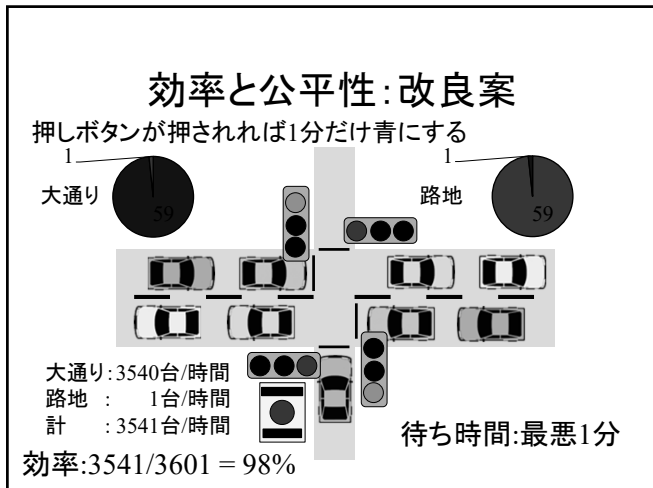 効率と公平性:改良案
押しボタンが押されれば1分だけ青にする
1
大通り
59
1
路地
59
大通り:3540台/時間
路地 : 1台/時間
計 : 3541台/時間
待ち時間:最悪1分
効率:3541/3601 = 98%